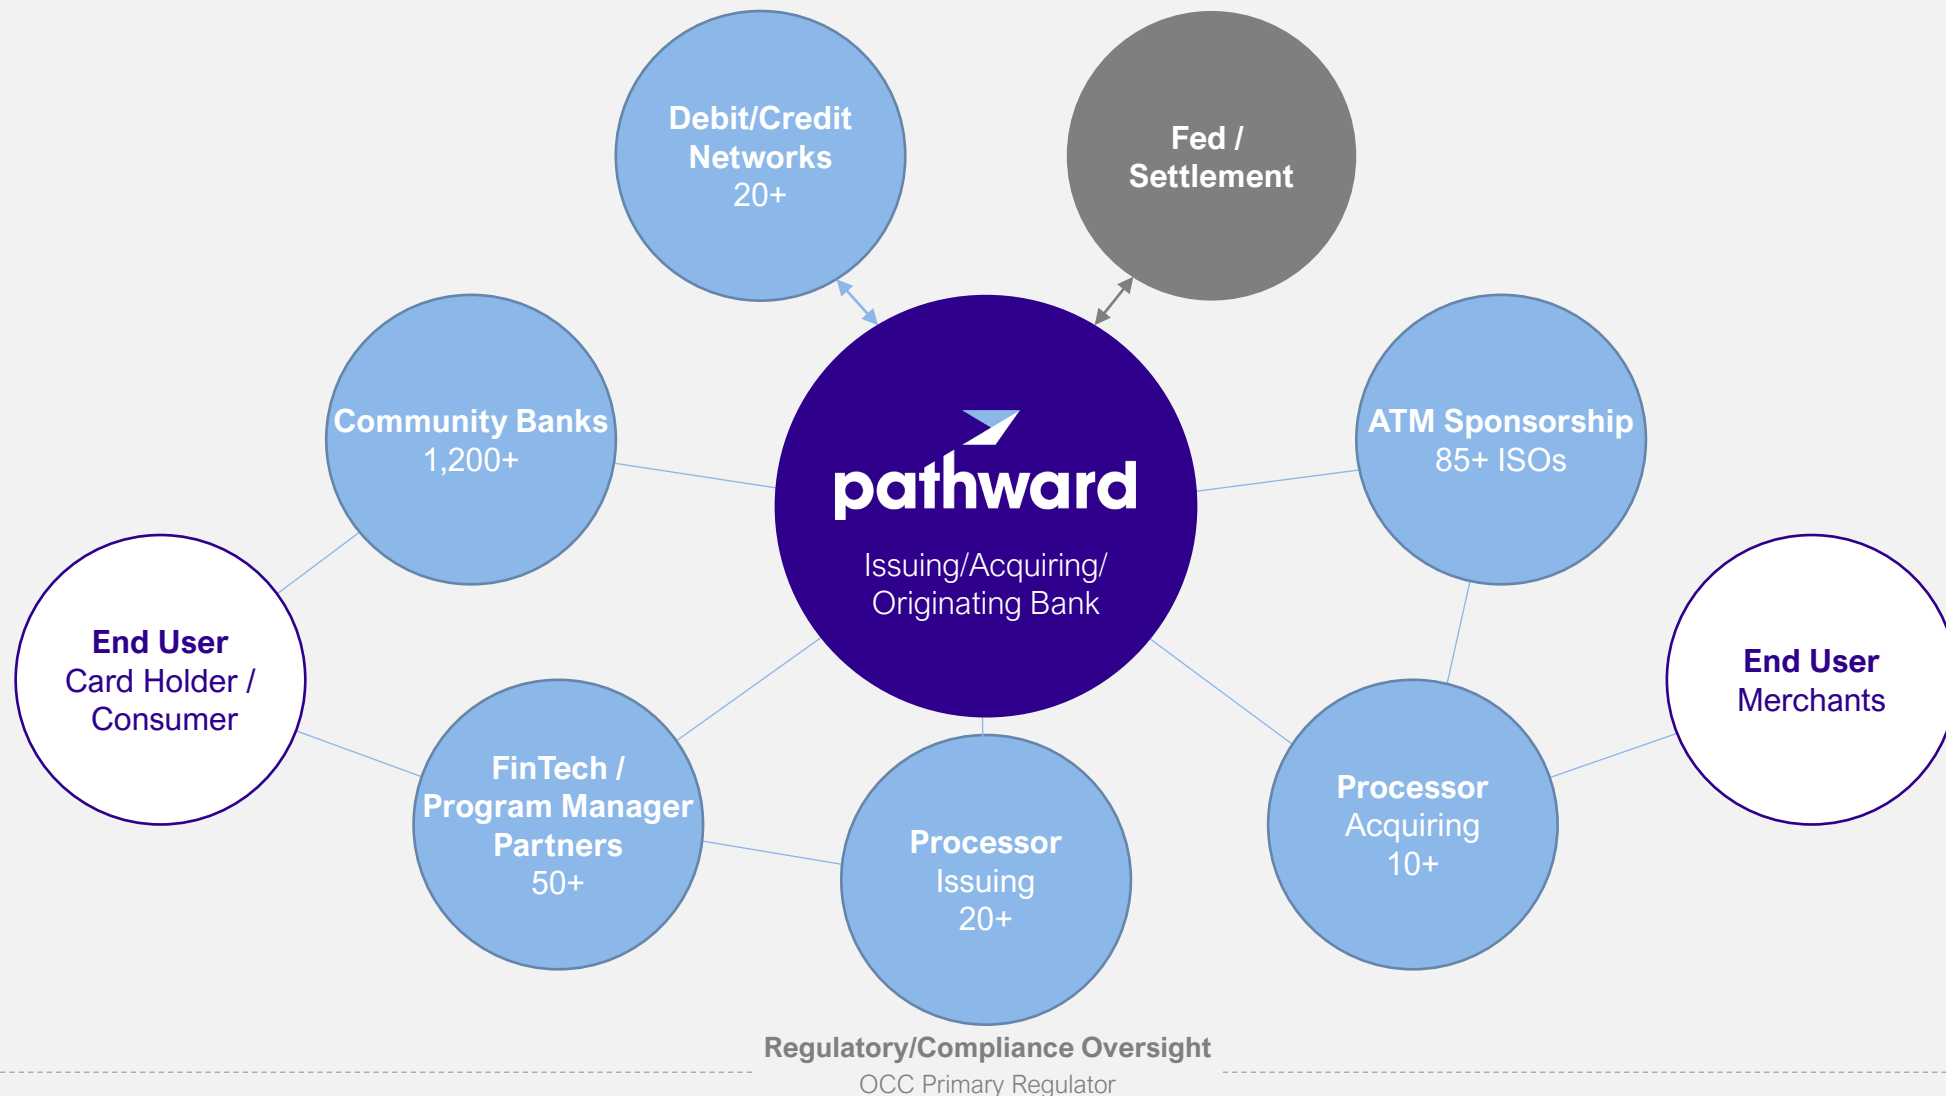 Debit/Credit
Networks
20+
Fed /
Settlement
Community Banks
1,200+
pathward
Issuing/Acquiring/
Originating Bank
ATM Sponsorship
85+ ISOs
End User
Card Holder /
Consumer
End User
Merchants
FinTech /
Program Manager
Partners
50+
Processor
Issuing
20+
Processor
Acquiring
10+
Regulatory/Compliance Oversight
OCC Primary Regulator